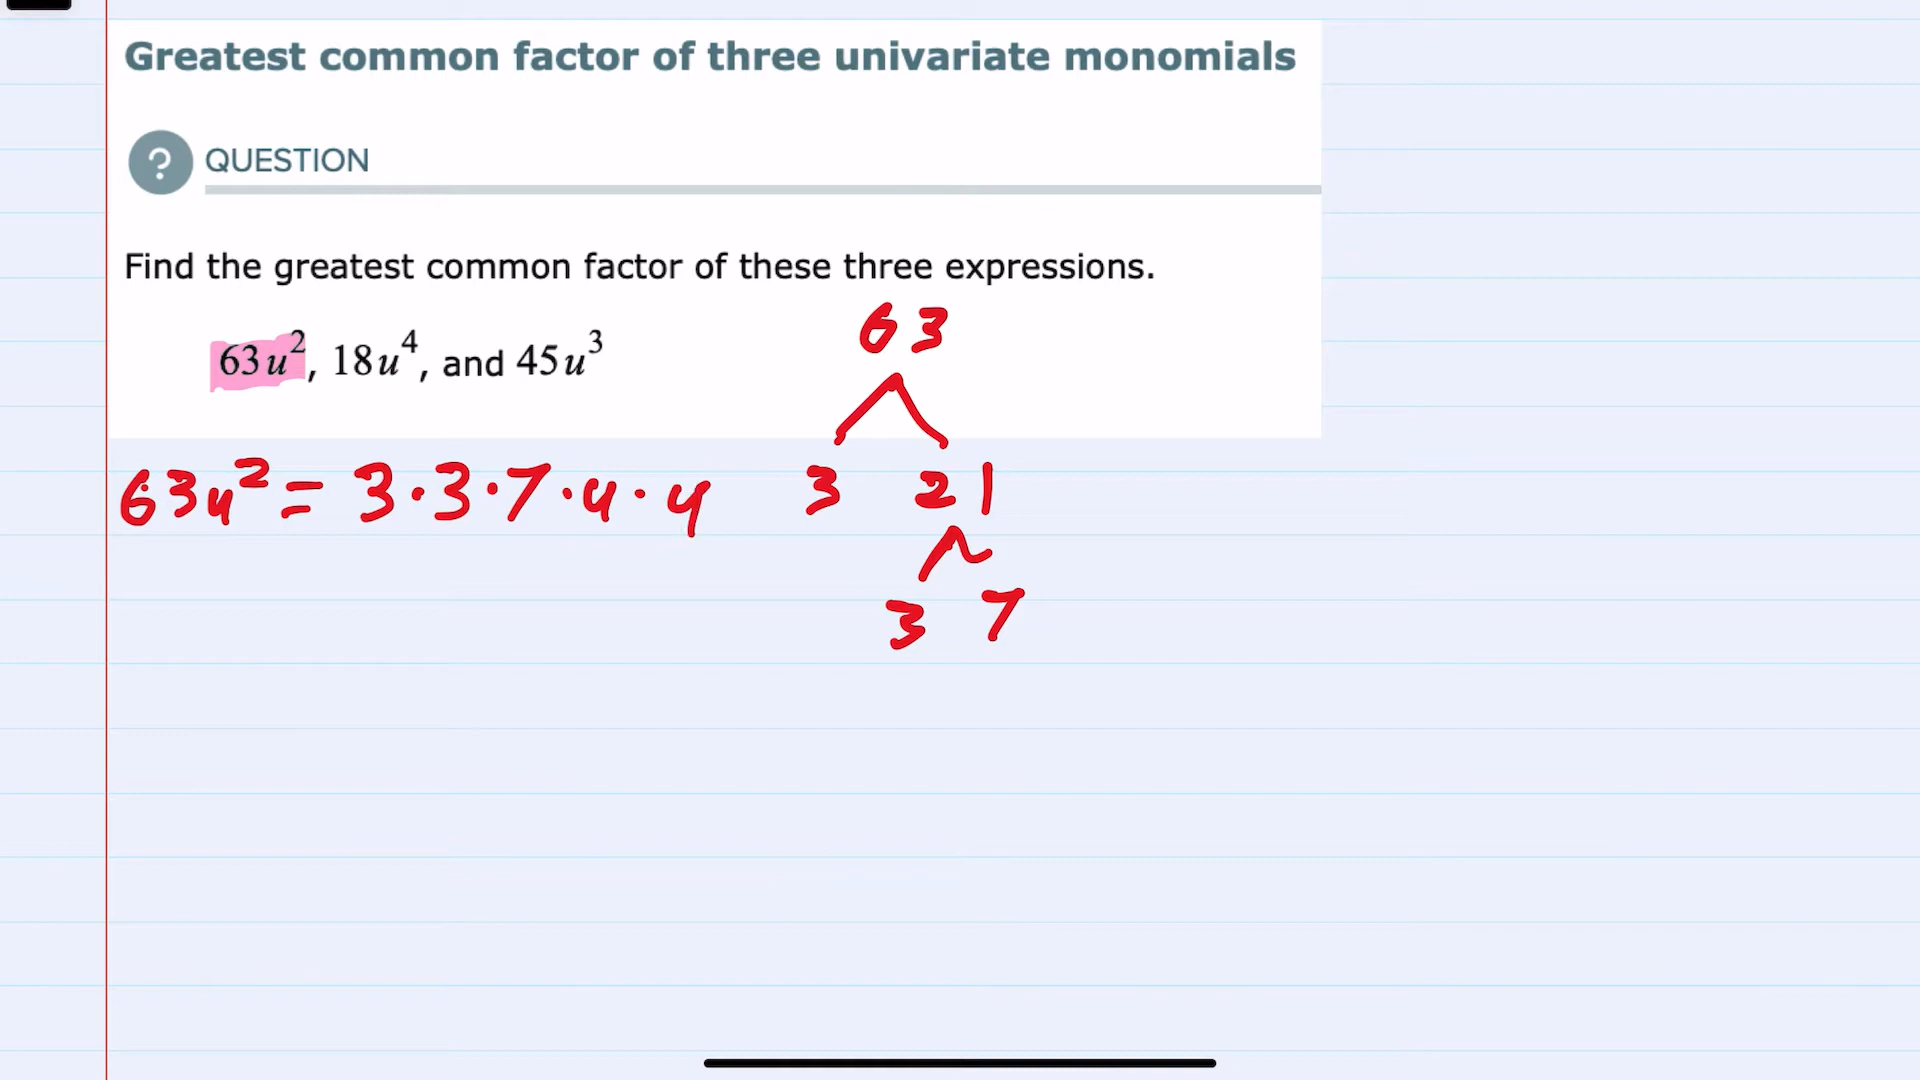 Greatest common factor of three univariate monomials
? QUESTION
Find the greatest common factor of these three expressions.
63u², 18u⁴, and 45u³
63
63u² = 3·3·7·u·u
3 21
3 7